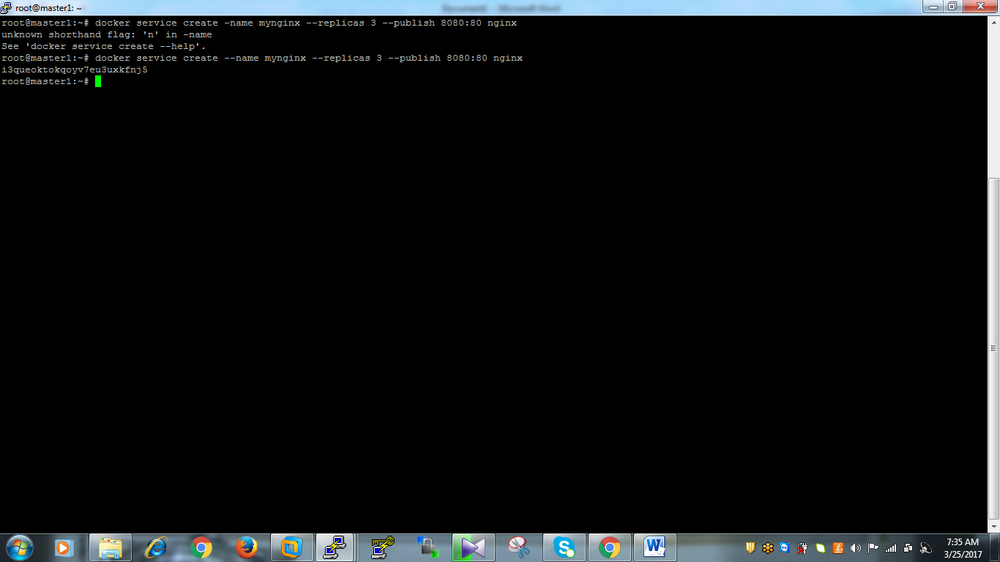 root@master1: ~
Document1 - Microsoft Word
root@master1:~# docker service create -name mynginx --replicas 3 --publish 8080:80 nginx
unknown shorthand flag: 'n' in -name
See 'docker service create --help'.
root@master1:~# docker service create --name mynginx --replicas 3 --publish 8080:80 nginx
i3queoktokqoyv7eu3uxkfnj5
root@master1:~#
7:35 AM
3/25/2017